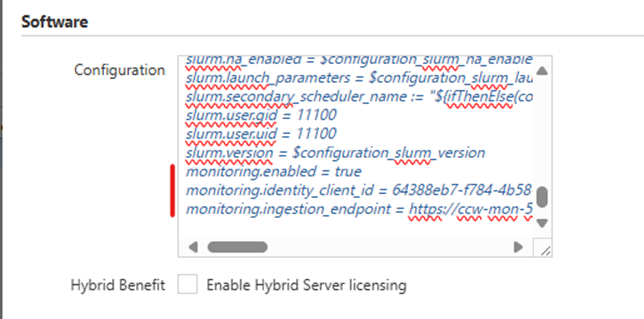 Software
Configuration
slurm.ha_enabled = $configuration_slurm_ha_enable
slurm.launch_parameters = $configuration_slurm_lau
slurm.secondary_scheduler_name := "${ifThenElse(co
slurm.user.gid = 11100
slurm.user.uid = 11100
slurm.version = $configuration_slurm_version
monitoring.enabled = true
monitoring.identity_client_id = 64388eb7-f784-4b58
monitoring.ingestion_endpoint = https://ccw-mon-5
Hybrid Benefit Enable Hybrid Server licensing